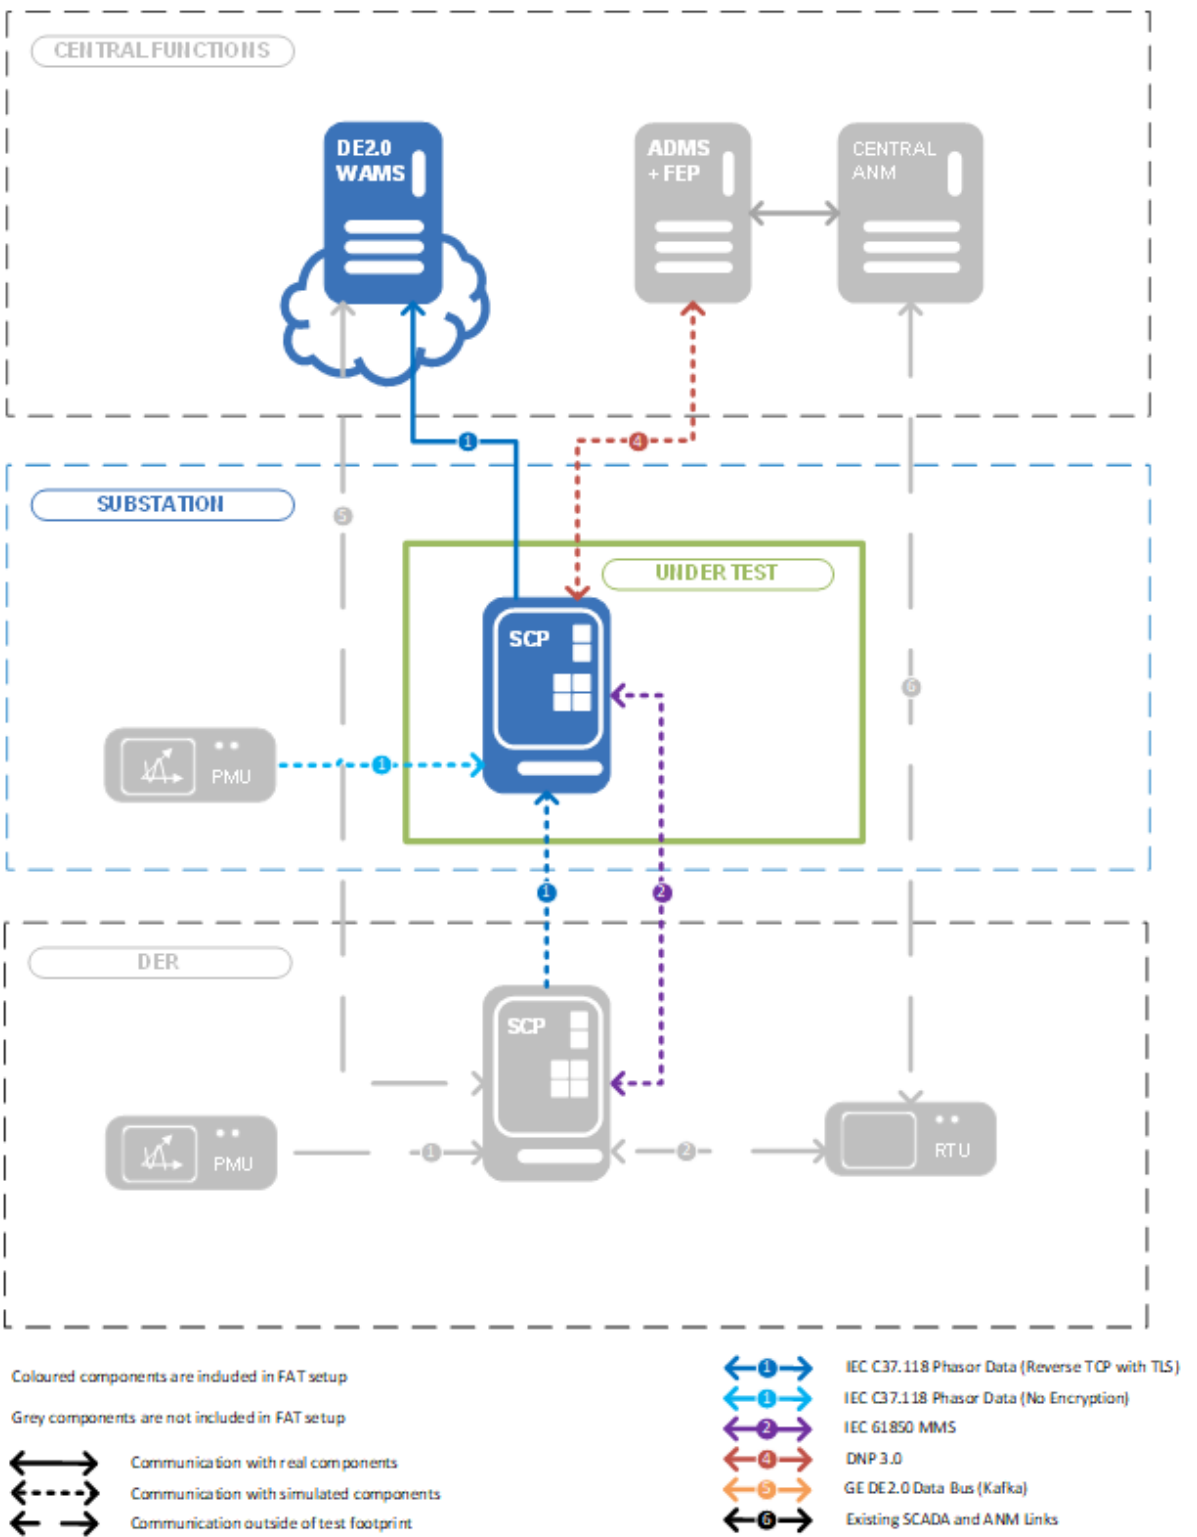 CENTRAL FUNCTIONS
DE2.0
WAMS
ADMS
+ FEP
CENTRAL
ANM
1
4
SUBSTATION
5
UNDER TEST
SCP
6
PMU
1
1
2
DER
SCP
PMU
1
2
RTU
Coloured components are included in FAT setup
Grey components are not included in FAT setup
Communication with real components
Communication with simulated components
Communication outside of test footprint
1 IEC C37.118 Phasor Data (Reverse TCP with TLS)
1 IEC C37.118 Phasor Data (No Encryption)
2 IEC 61850 MMS
4 DNP 3.0
5 GE DE2.0 Data Bus (Kafka)
6 Existing SCADA and ANM Links